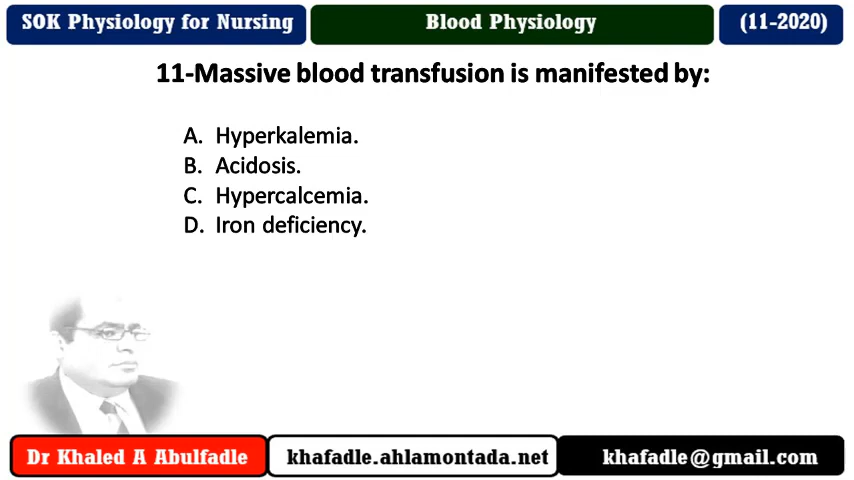 SOK Physiology for Nursing
Blood Physiology
(11-2020)
11-Massive blood transfusion is manifested by:
A. Hyperkalemia.
B. Acidosis.
C. Hypercalcemia.
D. Iron deficiency.
Dr Khaled A Abulfadle
khafadle.ahlamontada.net
khafadle@gmail.com